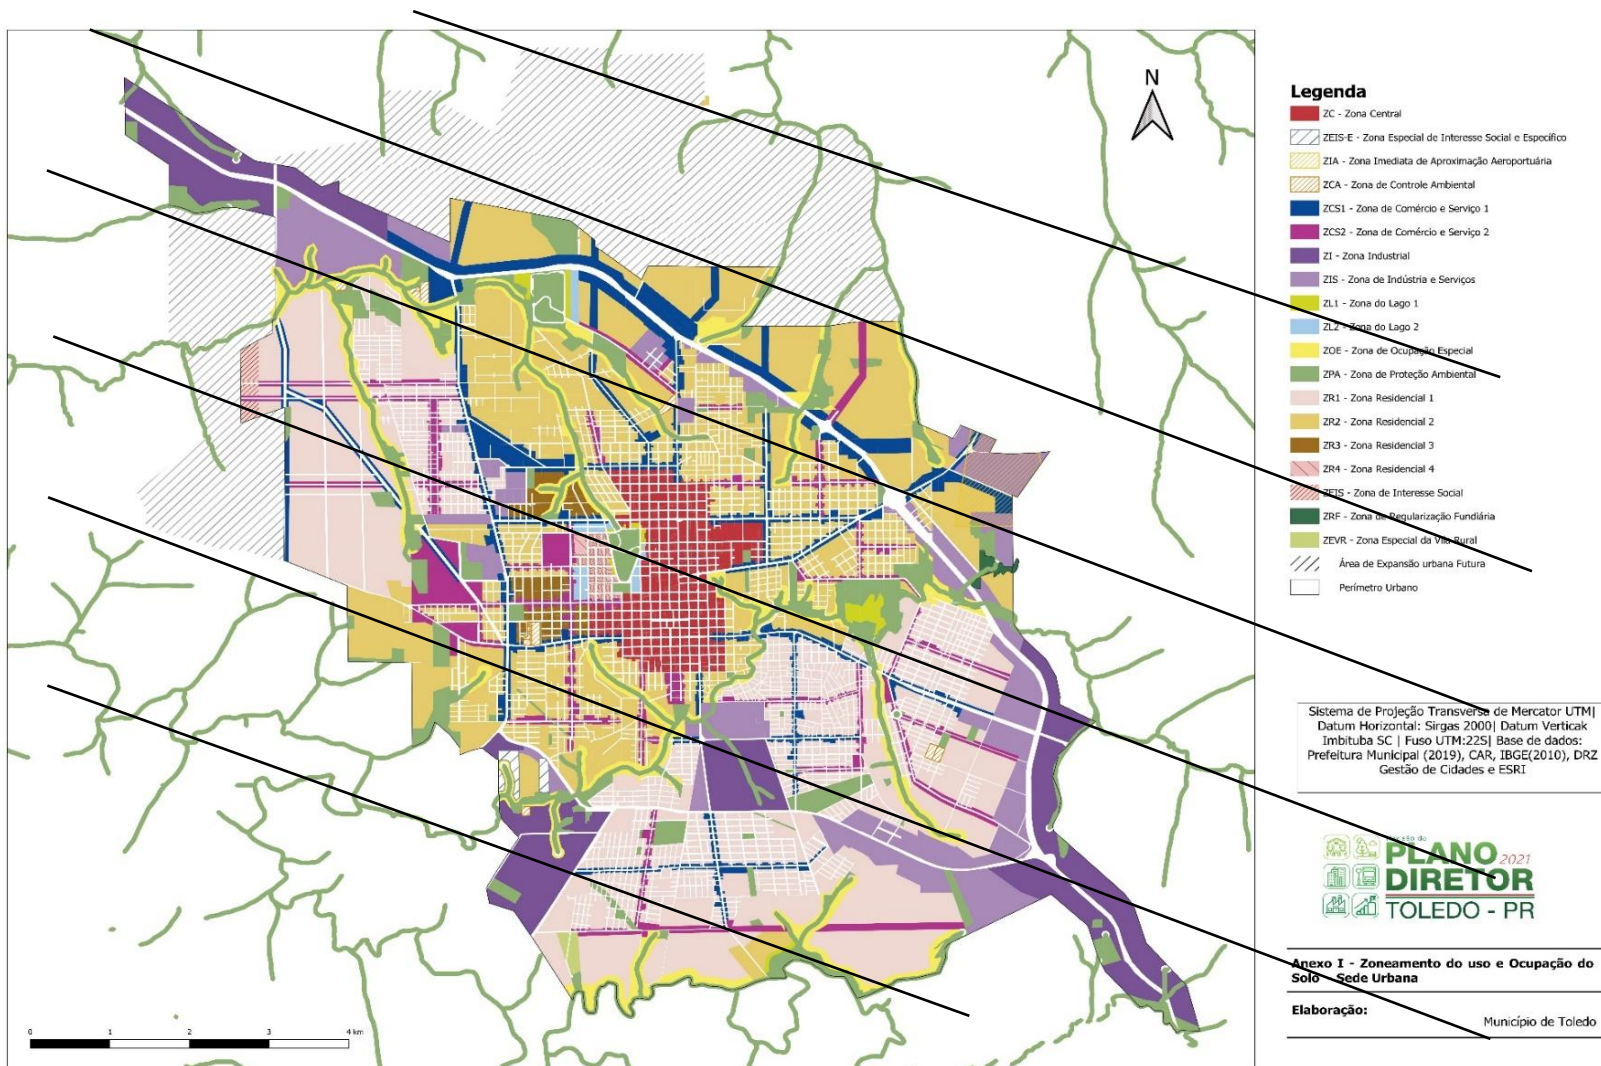 N
Legenda
ZC - Zona Central
ZEIS-E - Zona Especial de Interesse Social e Específico
ZIA - Zona Imediata de Aproximação Aeroportuária
ZCA - Zona de Controle Ambiental
ZCS1 - Zona de Comércio e Serviço 1
ZCS2 - Zona de Comércio e Serviço 2
ZI - Zona Industrial
ZIS - Zona de Indústria e Serviços
ZL1 - Zona do Lago 1
ZL2 - Zona do Lago 2
ZOE - Zona de Ocupação Especial
ZPA - Zona de Proteção Ambiental
ZR1 - Zona Residencial 1
ZR2 - Zona Residencial 2
ZR3 - Zona Residencial 3
ZR4 - Zona Residencial 4
ZEIS - Zona de Interesse Social
ZRF - Zona de Regularização Fundiária
ZEVR - Zona Especial da Vila Rural
Área de Expansão urbana Futura
Perímetro Urbano
Sistema de Projeção Transversa de Mercator UTM|
Datum Horizontal: Sirgas 2000| Datum Verticak
Imbituba SC | Fuso UTM:22S| Base de dados:
Prefeitura Municipal (2019), CAR, IBGE(2010), DRZ
Gestão de Cidades e ESRI
PLANO 2021
DIRETOR
TOLEDO - PR
Anexo I - Zoneamento do uso e Ocupação do
Solo - Sede Urbana
Elaboração:
Município de Toledo
0 1 2 3 4 km